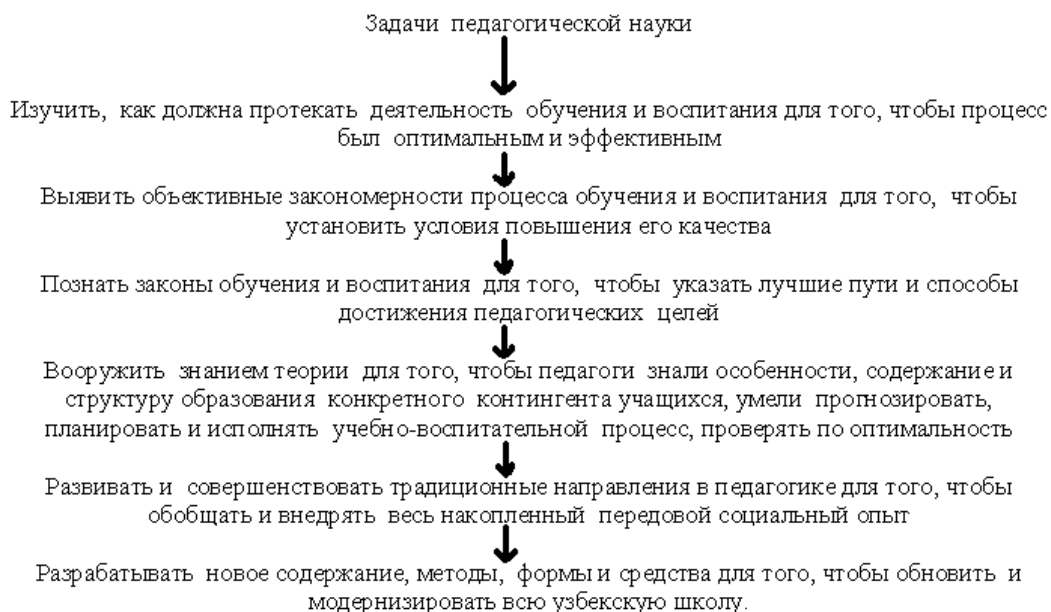 Задачи педагогической науки
Изучить, как должна протекать деятельность обучения и воспитания для того, чтобы процесс
был оптимальным и эффективным
Выявить объективные закономерности процесса обучения и воспитания для того, чтобы
установить условия повышения его качества
Познать законы обучения и воспитания для того, чтобы указать лучшие пути и способы
достижения педагогических целей
Вооружить знанием теории для того, чтобы педагоги знали особенности, содержание и
структуру образования конкретного контингента учащихся, умели прогнозировать,
планировать и исполнять учебно-воспитательной процесс, проверять по оптимальность
Развивать и совершенствовать традиционные направления в педагогике для того, чтобы
обобщать и внедрять весь накопленный передовой социальный опыт
Разрабатывать новое содержание, методы, формы и средства для того, чтобы обновить и
модернизировать всю узбекскую школу.